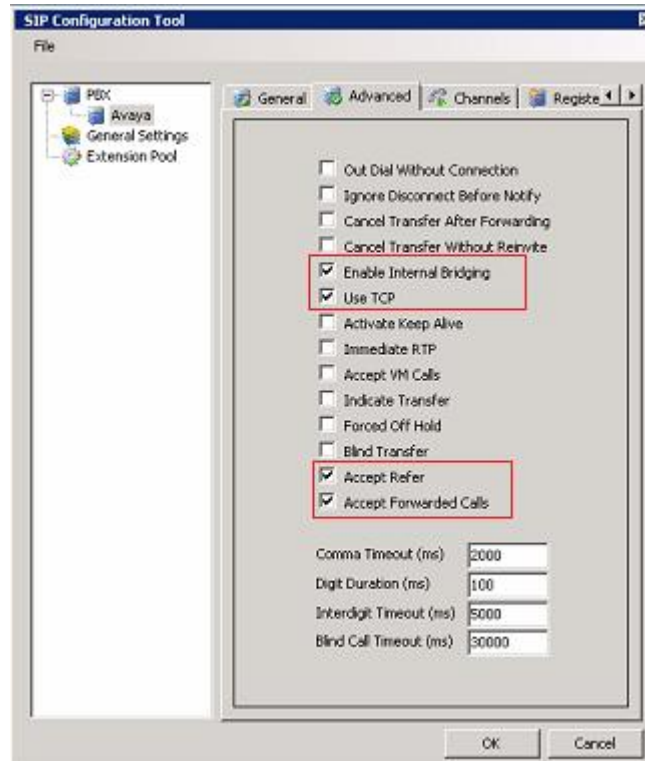 SIP Configuration Tool
File
PBX
Avaya
General Settings
Extension Pool
General
Advanced
Channels
Registe
Out Dial Without Connection
Ignore Disconnect Before Notify
Cancel Transfer After Forwarding
Cancel Transfer Without Reinvite
Enable Internal Bridging
Use TCP
Activate Keep Alive
Immediate RTP
Accept VM Calls
Indicate Transfer
Forced Off Hold
Blind Transfer
Accept Refer
Accept Forwarded Calls
Comma Timeout (ms) 2000
Digit Duration (ms) 100
Interdigit Timeout (ms) 5000
Blind Call Timeout (ms) 30000
OK
Cancel